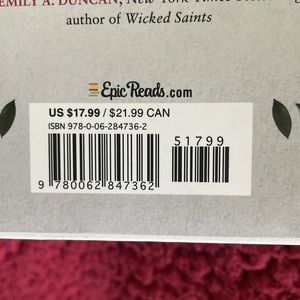 EMILY A. DUNCAN, New York Times
author of Wicked Saints
EpicReads.com
US $17.99 / $21.99 CAN
ISBN 978-0-06-284736-2
51799
9 780062 847362